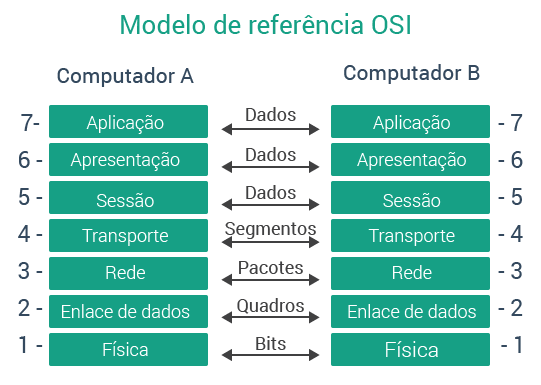 Modelo de referência OSI
Computador A Computador B
7- Aplicação Dados Aplicação - 7
6 - Apresentação Dados Apresentação - 6
5 - Sessão Dados Sessão - 5
4 - Transporte Segmentos Transporte - 4
3 - Rede Pacotes Rede - 3
2 - Enlace de dados Quadros Enlace de dados - 2
1 - Física Bits Física - 1